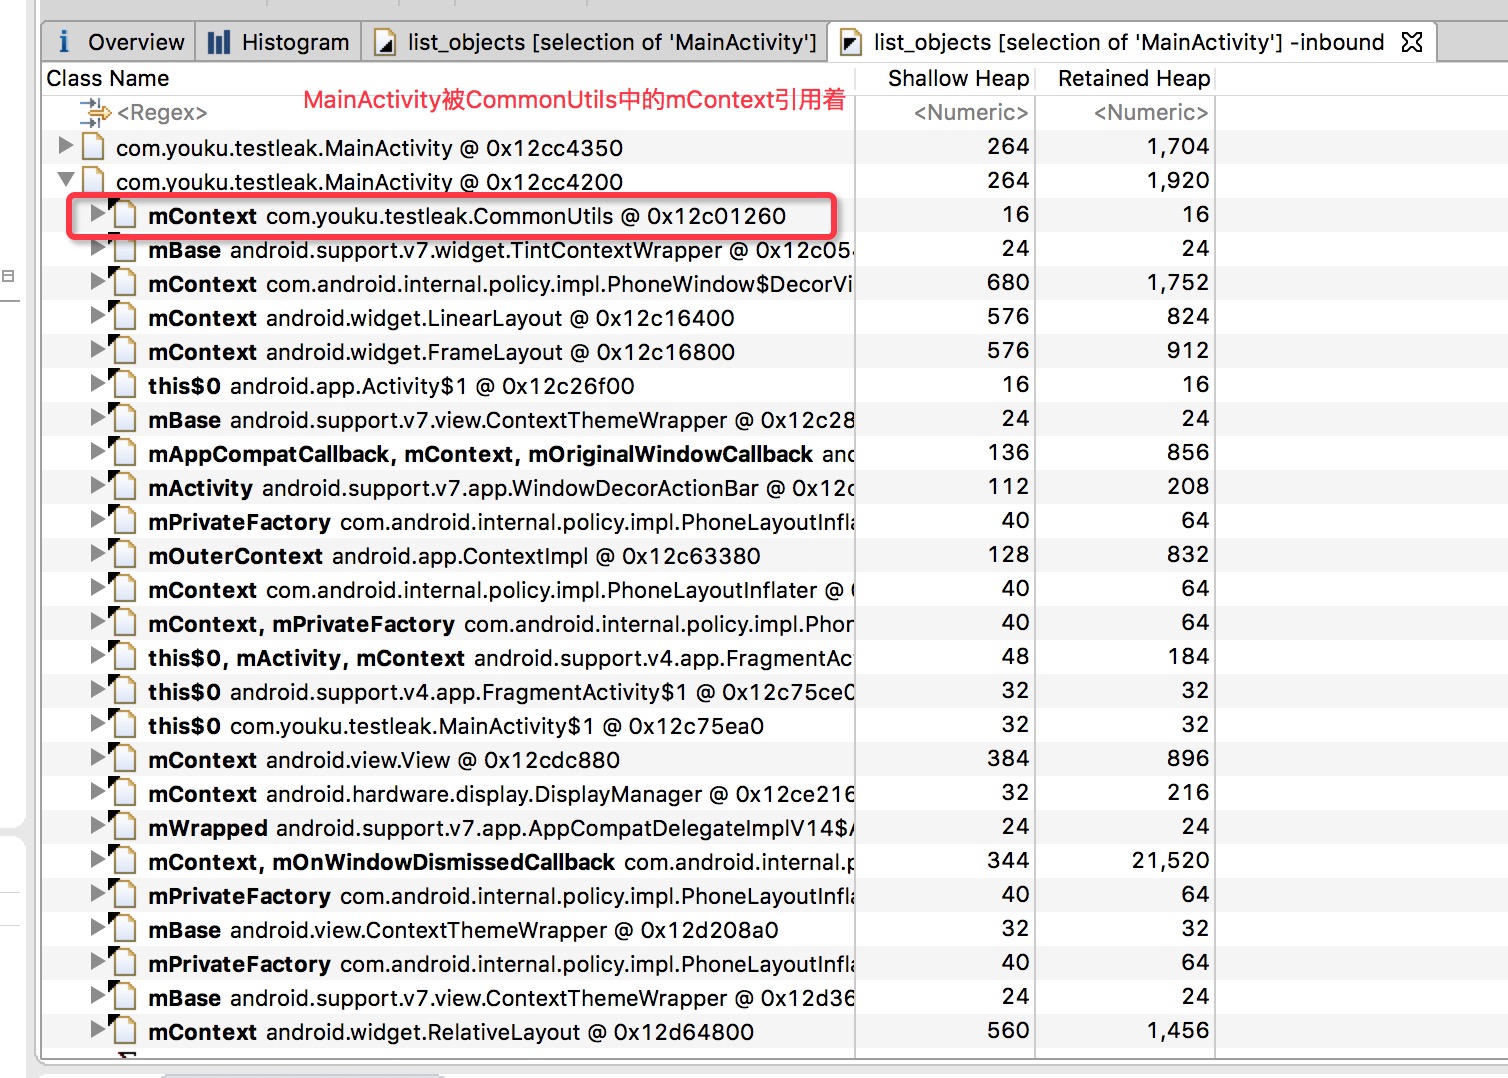 Overview Histogram list_objects [selection of 'MainActivity'] list_objects [selection of 'MainActivity'] -inbound
Class Name Shallow Heap Retained Heap
MainActivity被CommonUtils中的mContext引用着
<Regex> <Numeric> <Numeric>
com.youku.testleak.MainActivity @ 0x12cc4350 264 1,704
com.youku.testleak.MainActivity @ 0x12cc4200 264 1,920
mContext com.youku.testleak.CommonUtils @ 0x12c01260 16 16
mBase android.support.v7.widget.TintContextWrapper @ 0x12c05 24 24
mContext com.android.internal.policy.impl.PhoneWindow$DecorVi 680 1,752
mContext android.widget.LinearLayout @ 0x12c16400 576 824
mContext android.widget.FrameLayout @ 0x12c16800 576 912
this$0 android.app.Activity$1 @ 0x12c26f00 16 16
mBase android.support.v7.view.ContextThemeWrapper @ 0x12c28 24 24
mAppCompatCallback, mContext, mOriginalWindowCallback and 136 856
mActivity android.support.v7.app.WindowDecorActionBar @ 0x12c 112 208
mPrivateFactory com.android.internal.policy.impl.PhoneLayoutInfla 40 64
mOuterContext android.app.ContextImpl @ 0x12c63380 128 832
mContext com.android.internal.policy.impl.PhoneLayoutInflater @ 40 64
mContext, mPrivateFactory com.android.internal.policy.impl.Phon 40 64
this$0, mActivity, mContext android.support.v4.app.FragmentAc 48 184
this$0 android.support.v4.app.FragmentActivity$1 @ 0x12c75ce0 32 32
this$0 com.youku.testleak.MainActivity$1 @ 0x12c75ea0 32 32
mContext android.view.View @ 0x12cdc880 384 896
mContext android.hardware.display.DisplayManager @ 0x12ce216 32 216
mWrapped android.support.v7.app.AppCompatDelegateImplV14$A 24 24
mContext, mOnWindowDismissedCallback com.android.internal.p 344 21,520
mPrivateFactory com.android.internal.policy.impl.PhoneLayoutInfla 40 64
mBase android.view.ContextThemeWrapper @ 0x12d208a0 32 32
mPrivateFactory com.android.internal.policy.impl.PhoneLayoutInfla 40 64
mBase android.support.v7.view.ContextThemeWrapper @ 0x12d36 24 24
mContext android.widget.RelativeLayout @ 0x12d64800 560 1,456